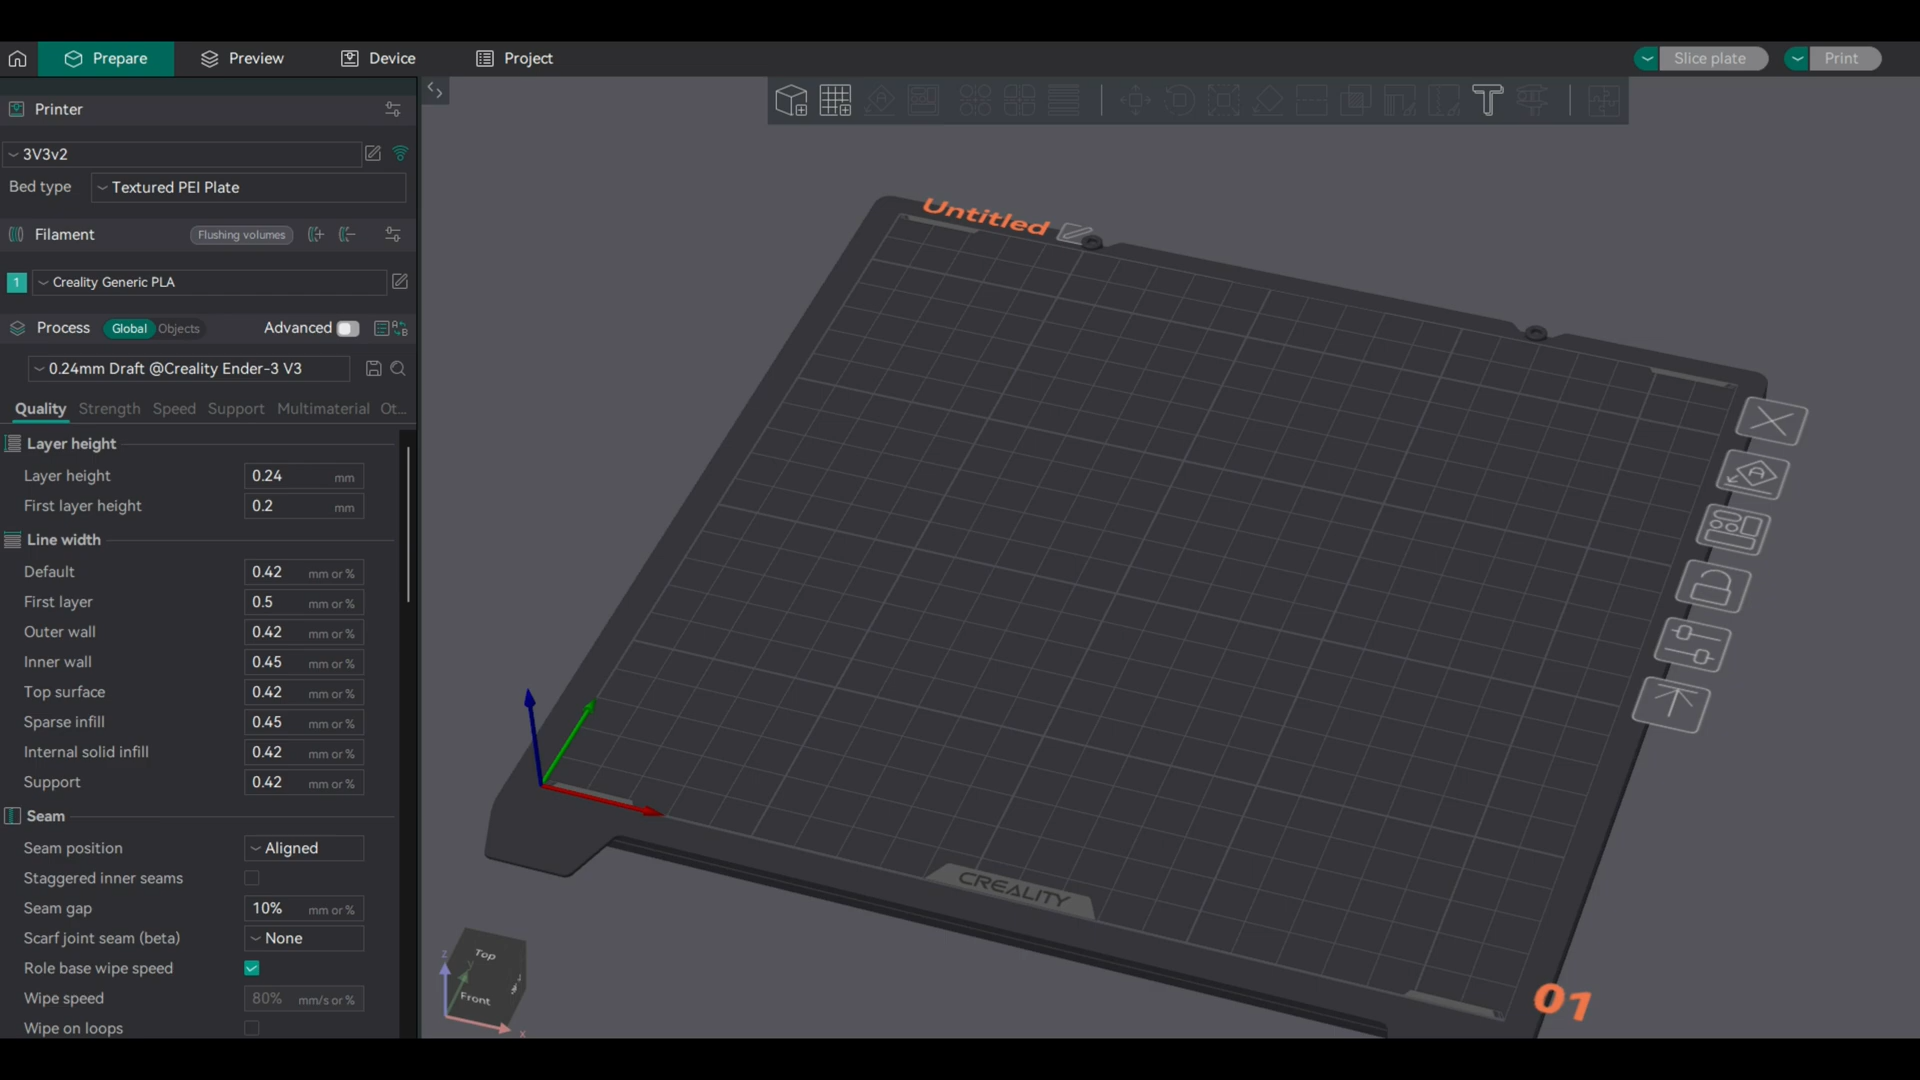 Prepare
Preview
Device
Project
Slice plate
Print
Printer
3V3v2
Bed type
Textured PEI Plate
Filament
Flushing volumes
1
Creality Generic PLA
Process
Global
Objects
Advanced
0.24mm Draft @Creality Ender-3 V3
Quality
Strength
Speed
Support
Multimaterial
Ot...
Layer height
Layer height 0.24 mm
First layer height 0.2 mm
Line width
Default 0.42 mm or %
First layer 0.5 mm or %
Outer wall 0.42 mm or %
Inner wall 0.45 mm or %
Top surface 0.42 mm or %
Sparse infill 0.45 mm or %
Internal solid infill 0.42 mm or %
Support 0.42 mm or %
Seam
Seam position Aligned
Staggered inner seams
Seam gap 10% mm or %
Scarf joint seam (beta) None
Role base wipe speed
Wipe speed 80% mm/s or %
Wipe on loops
Untitled
CREALITY
01
Top
Front
z
y
x